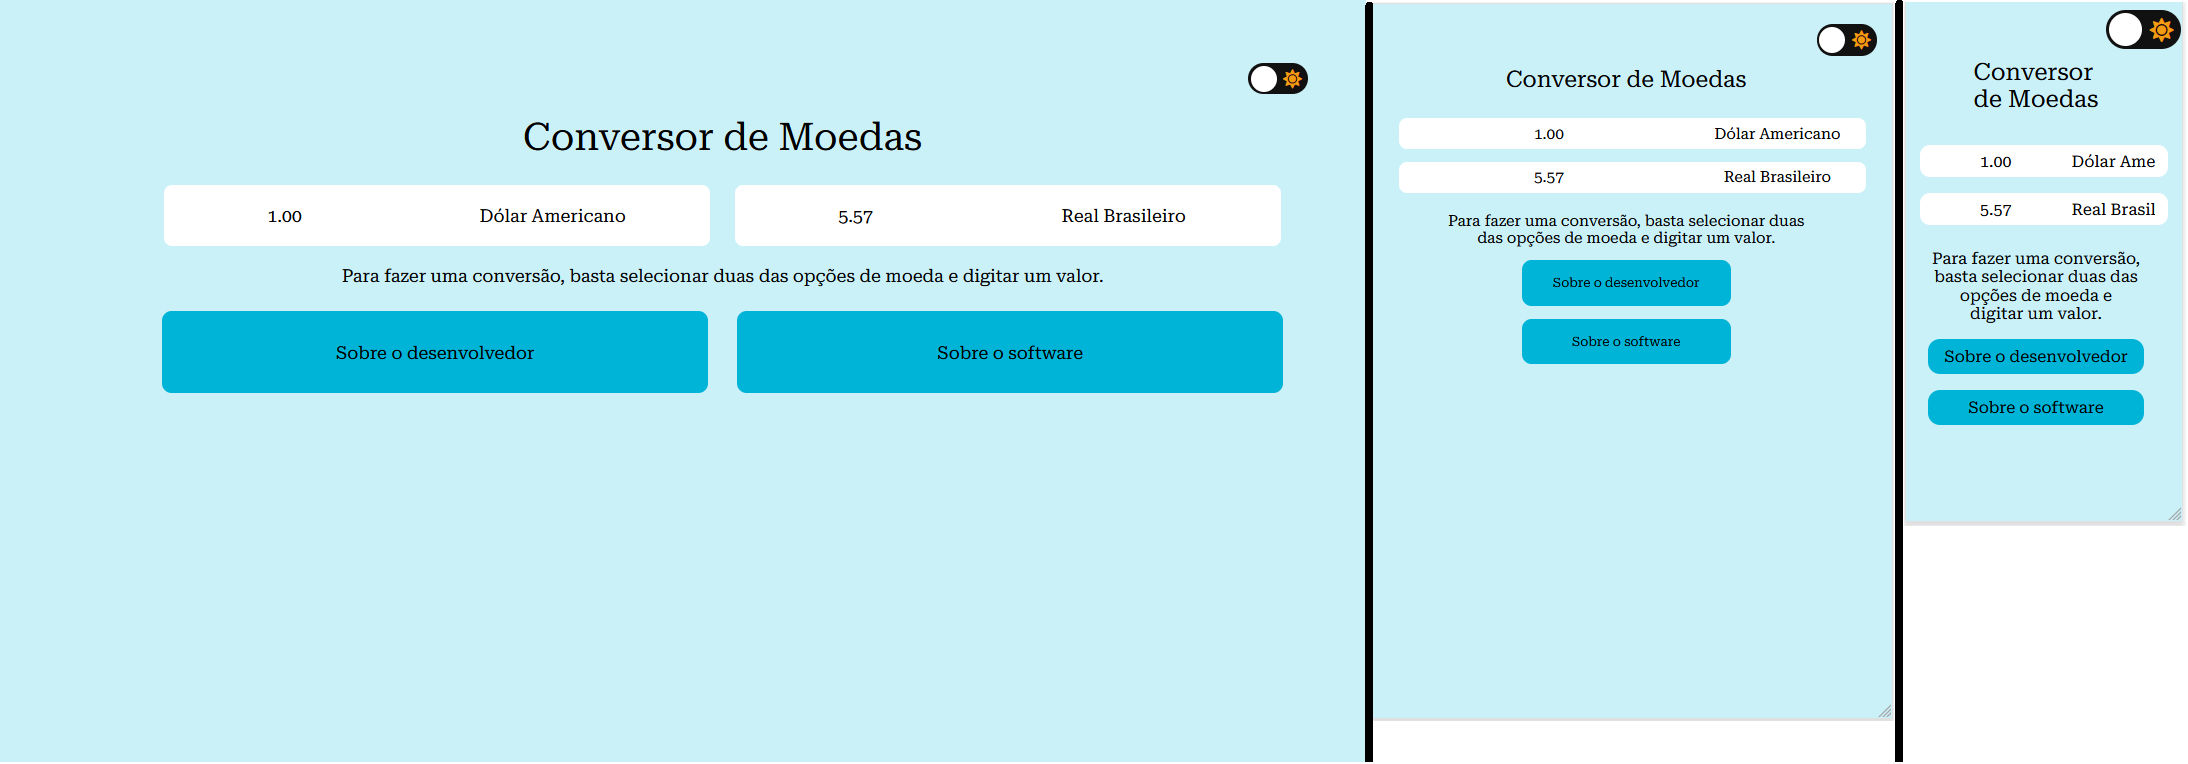 Conversor de Moedas
1.00 Dólar Americano 5.57 Real Brasileiro
Para fazer uma conversão, basta selecionar duas das opções de moeda e digitar um valor.
Sobre o desenvolvedor Sobre o software
Conversor de Moedas
1.00 Dólar Americano
5.57 Real Brasileiro
Para fazer uma conversão, basta selecionar duas
das opções de moeda e digitar um valor.
Sobre o desenvolvedor
Sobre o software
Conversor
de Moedas
1.00 Dólar Ame
5.57 Real Brasil
Para fazer uma conversão,
basta selecionar duas das
opções de moeda e
digitar um valor.
Sobre o desenvolvedor
Sobre o software